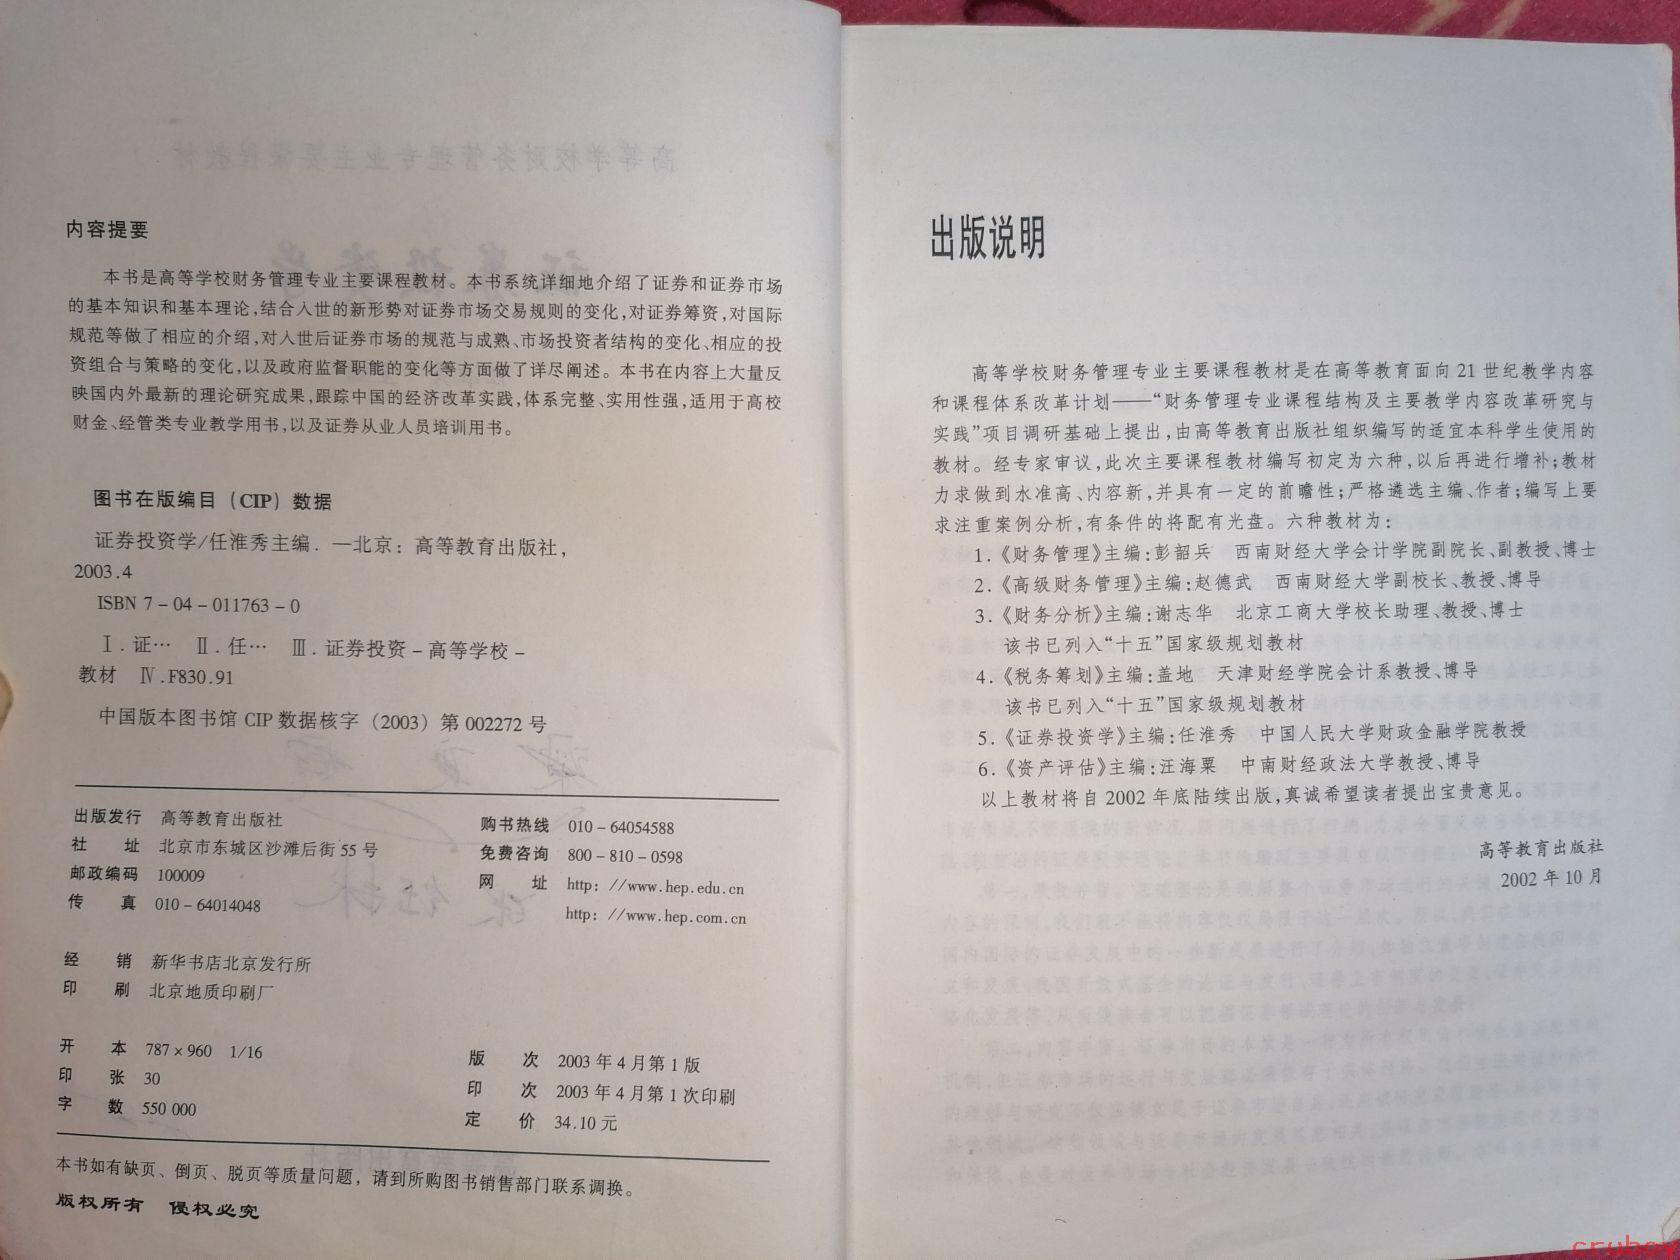 内容提要
本书是高等学校财务管理专业主要课程教材。本书系统详细地介绍了证券和证券市场
的基本知识和基本理论,结合入世的新形势对证券市场交易规则的变化,对证券筹资,对国际
规范等做了相应的介绍,对入世后证券市场的规范与成熟、市场投资者结构的变化、相应的投
资组合与策略的变化,以及政府监督职能的变化等方面做了详尽阐述。本书在内容上大量反
映国内外最新的理论研究成果,跟踪中国的经济改革实践,体系完整、实用性强,适用于高校
财金、经管类专业教学用书,以及证券从业人员培训用书。
图书在版编目(CIP)数据
证券投资学/任淮秀主编. —北京:高等教育出版社,
2003.4
ISBN 7-04-011763-0
Ⅰ.证… Ⅱ.任… Ⅲ.证券投资-高等学校-
教材 Ⅳ.F830.91
中国版本图书馆 CIP 数据核字(2003)第 002272 号
出版发行 高等教育出版社
社 址 北京市东城区沙滩后街 55 号
邮政编码 100009
传 真 010-64014048
购书热线 010-64054588
免费咨询 800-810-0598
网 址 http://www.hep.edu.cn
http://www.hep.com.cn
经 销 新华书店北京发行所
印 刷 北京地质印刷厂
开 本 787×960 1/16
印 张 30
字 数 550 000
版 次 2003 年 4 月第 1 版
印 次 2003 年 4 月第 1 次印刷
定 价 34.10 元
本书如有缺页、倒页、脱页等质量问题,请到所购图书销售部门联系调换。
版权所有 侵权必究
出版说明
高等学校财务管理专业主要课程教材是在高等教育面向 21 世纪教学内容
和课程体系改革计划——“财务管理专业课程结构及主要教学内容改革研究与
实践”项目调研基础上提出,由高等教育出版社组织编写的适宜本科学生使用的
教材。经专家审议,此次主要课程教材编写初定为六种,以后再进行增补;教材
力求做到水准高、内容新,并具有一定的前瞻性;严格遴选主编、作者;编写上要
求注重案例分析,有条件的将配有光盘。六种教材为:
1.《财务管理》主编:彭韶兵 西南财经大学会计学院副院长、副教授、博士
2.《高级财务管理》主编:赵德武 西南财经大学副校长、教授、博导
3.《财务分析》主编:谢志华 北京工商大学校长助理、教授、博士
该书已列入“十五”国家级规划教材
4.《税务筹划》主编:盖地 天津财经学院会计系教授、博导
该书已列入“十五”国家级规划教材
5.《证券投资学》主编:任淮秀 中国人民大学财政金融学院教授
6.《资产评估》主编:汪海粟 中南财经政法大学教授、博导
以上教材将自 2002 年底陆续出版,真诚希望读者提出宝贵意见。
高等教育出版社
2002 年 10 月